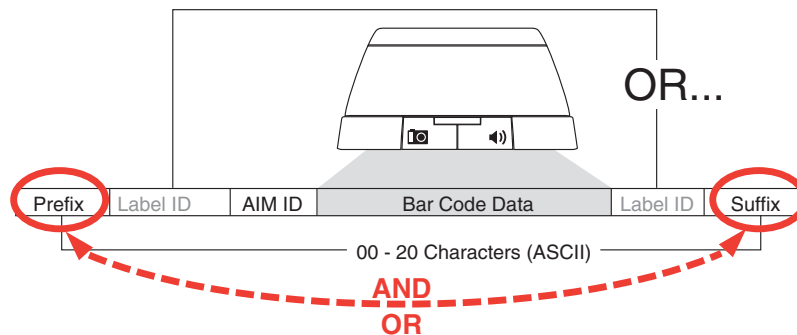 OR...
Prefix Label ID AIM ID Bar Code Data Label ID Suffix
00 - 20 Characters (ASCII)
AND
OR